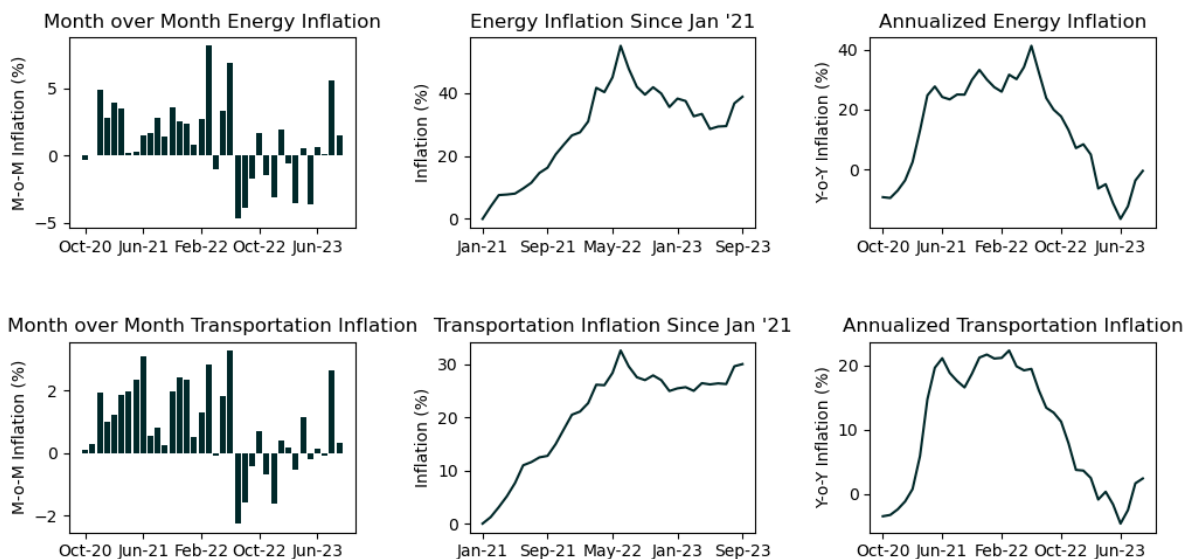 Month over Month Energy Inflation
M-o-M Inflation (%)
5
0
−5
Oct-20 Jun-21 Feb-22 Oct-22 Jun-23
Energy Inflation Since Jan '21
Inflation (%)
40
20
0
Jan-21 Sep-21 May-22 Jan-23 Sep-23
Annualized Energy Inflation
Y-o-Y Inflation (%)
40
20
0
Oct-20 Jun-21 Feb-22 Oct-22 Jun-23
Month over Month Transportation Inflation
M-o-M Inflation (%)
2
0
−2
Oct-20 Jun-21 Feb-22 Oct-22 Jun-23
Transportation Inflation Since Jan '21
Inflation (%)
30
20
10
0
Jan-21 Sep-21 May-22 Jan-23 Sep-23
Annualized Transportation Inflation
Y-o-Y Inflation (%)
20
10
0
Oct-20 Jun-21 Feb-22 Oct-22 Jun-23